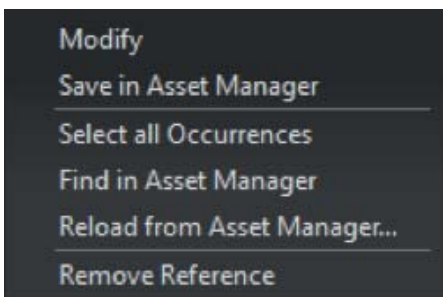 Modify
Save in Asset Manager
Select all Occurrences
Find in Asset Manager
Reload from Asset Manager...
Remove Reference